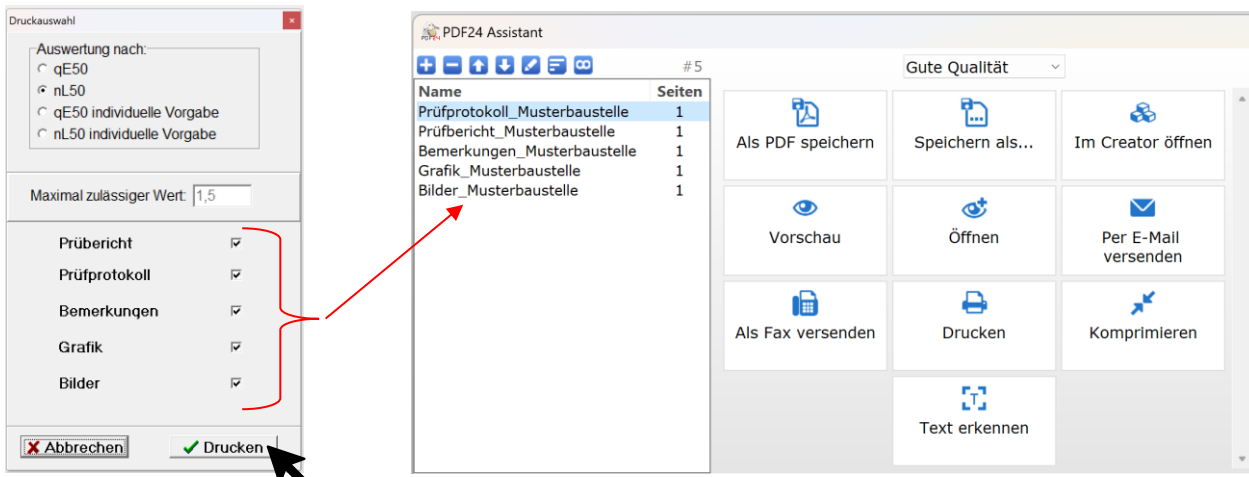 Druckauswahl
Auswertung nach:
qE50
nL50
qE50 individuelle Vorgabe
nL50 individuelle Vorgabe
Maximal zulässiger Wert: 1,5
Prübericht
Prüfprotokoll
Bemerkungen
Grafik
Bilder
Abbrechen Drucken
PDF24 Assistant
#5 Gute Qualität
Name Seiten
Prüfprotokoll_Musterbaustelle 1
Prüfbericht_Musterbaustelle 1
Bemerkungen_Musterbaustelle 1
Grafik_Musterbaustelle 1
Bilder_Musterbaustelle 1
Als PDF speichern Speichern als... Im Creator öffnen
Vorschau Öffnen Per E-Mail
versenden
Als Fax versenden Drucken Komprimieren
Text erkennen